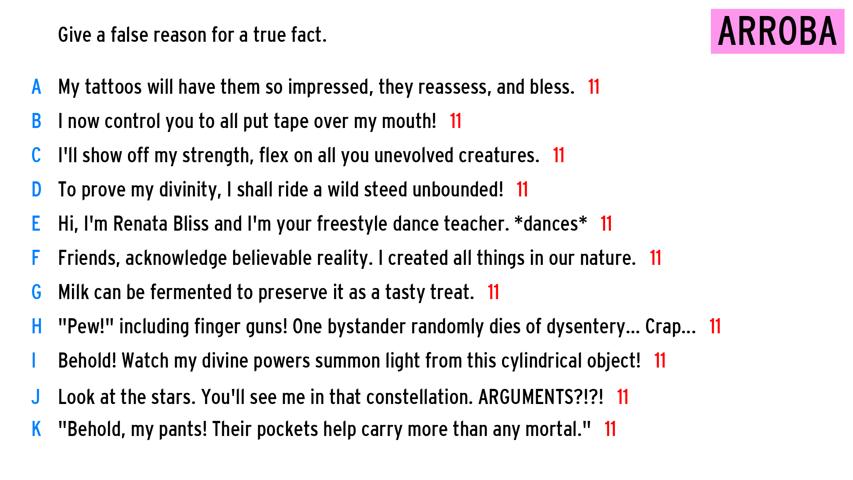 Give a false reason for a true fact.
ARROBA
A My tattoos will have them so impressed, they reassess, and bless. 11
B I now control you to all put tape over my mouth! 11
C I'll show off my strength, flex on all you unevolved creatures. 11
D To prove my divinity, I shall ride a wild steed unbounded! 11
E Hi, I'm Renata Bliss and I'm your freestyle dance teacher. *dances* 11
F Friends, acknowledge believable reality. I created all things in our nature. 11
G Milk can be fermented to preserve it as a tasty treat. 11
H "Pew!" including finger guns! One bystander randomly dies of dysentery... Crap... 11
I Behold! Watch my divine powers summon light from this cylindrical object! 11
J Look at the stars. You'll see me in that constellation. ARGUMENTS?!?! 11
K "Behold, my pants! Their pockets help carry more than any mortal." 11